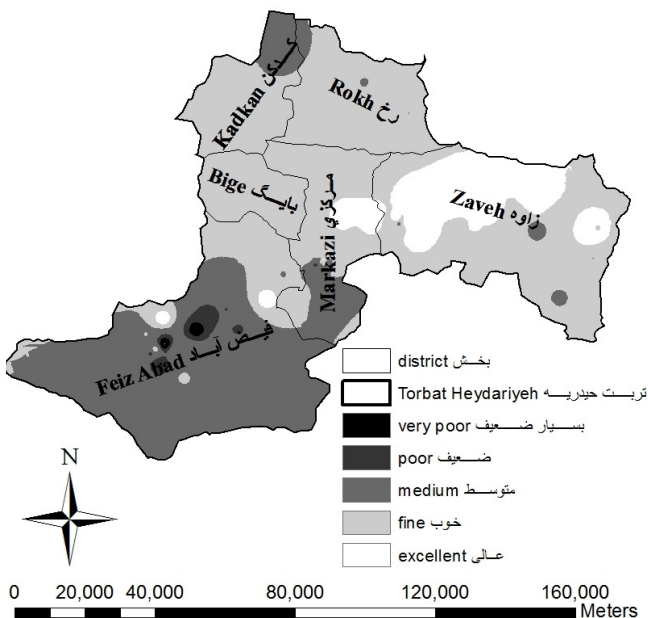 کدکن Kadkan
Rokh رخ
Bige بایگ
Markazi مرکزي
Zaveh زاوه
Feiz Abad فیض آباد
district بخش
Torbat Heydariyeh تربت حیدریه
very poor بسیار ضعیف
poor ضعیف
medium متوسط
fine خوب
excellent عالی
N
0 20,000 40,000 80,000 120,000 160,000
Meters